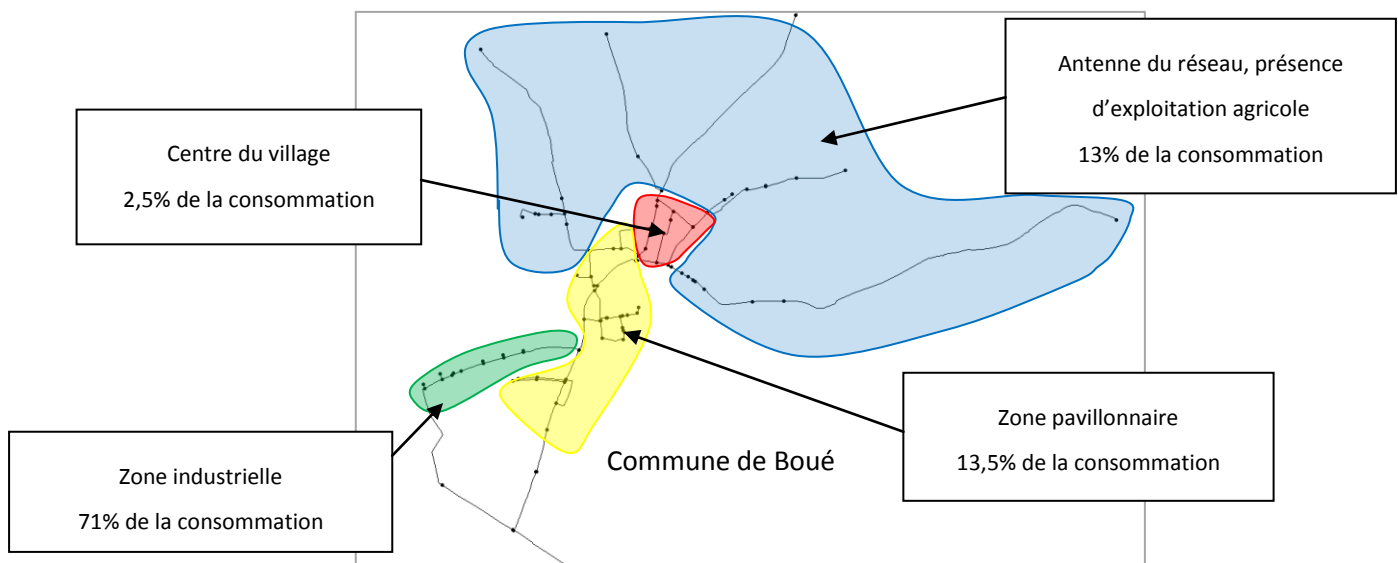 Antenne du réseau, présence
d’exploitation agricole
13% de la consommation
Centre du village
2,5% de la consommation
Zone pavillonnaire
13,5% de la consommation
Commune de Boué
Zone industrielle
71% de la consommation